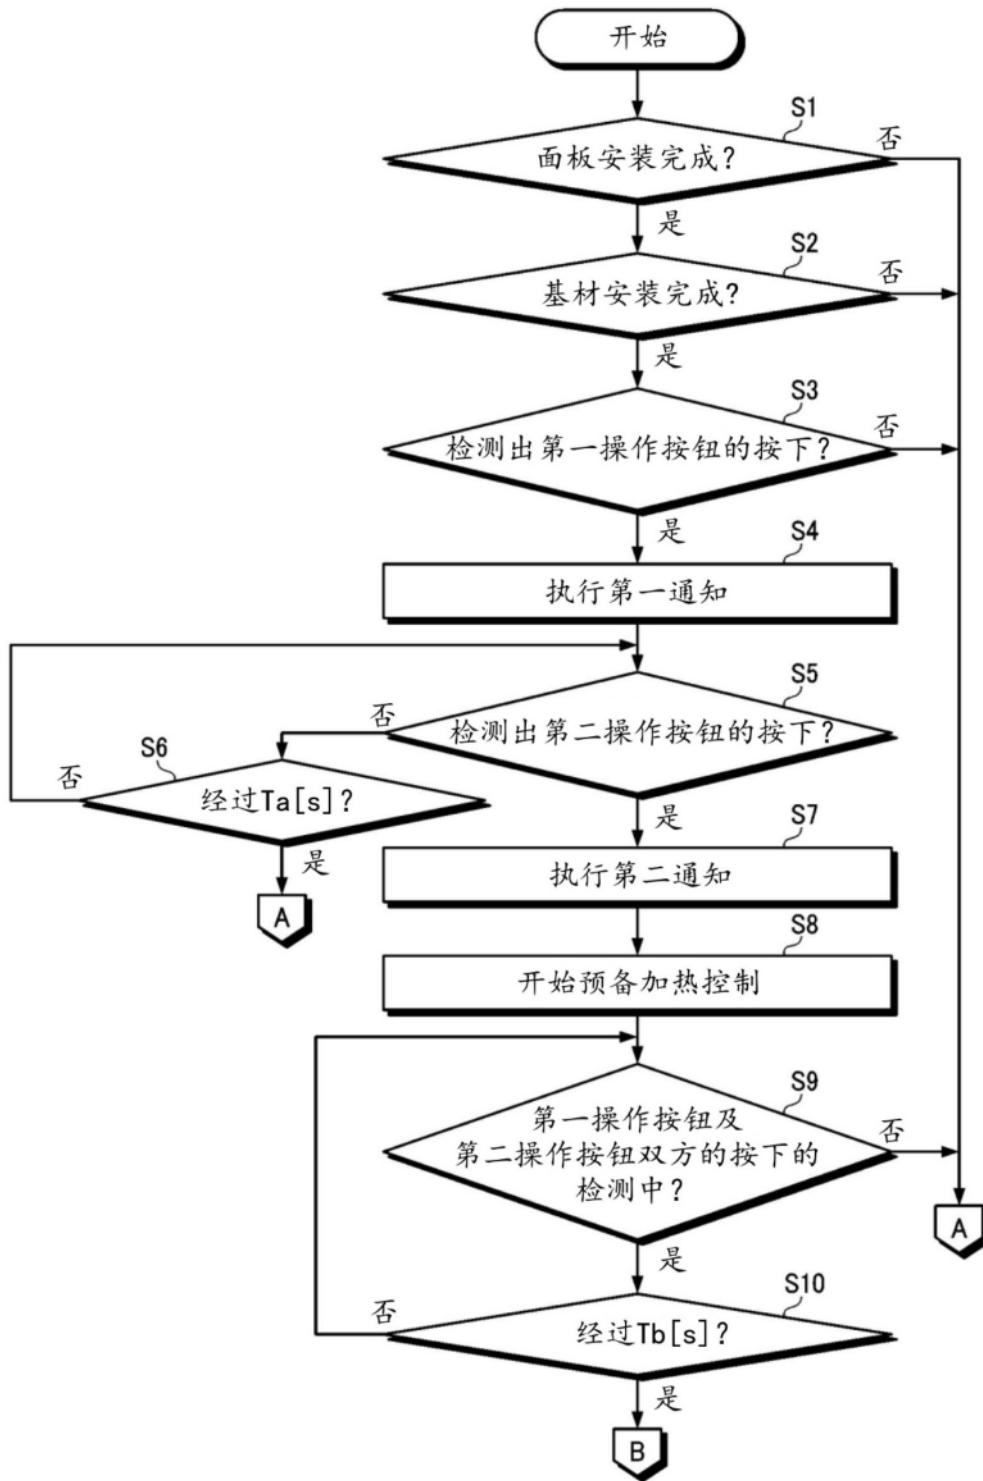 开始
S1
面板安装完成?
否
是
S2
基材安装完成?
否
是
S3
检测出第一操作按钮的按下?
否
是
S4
执行第一通知
S5
检测出第二操作按钮的按下?
否
S6
经过Ta[s]?
否
是
A
是
S7
执行第二通知
S8
开始预备加热控制
S9
第一操作按钮及
第二操作按钮双方的按下的
检测中?
否
A
是
S10
经过Tb[s]?
否
是
B